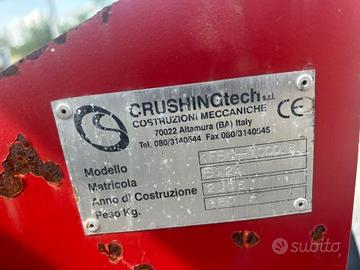 CRUSHINGtech s.r.l.
COSTRUZIONI MECCANICHE
70022 Altamura (BA) Italy
Tel. 080/3140544 Fax 080/3140545
CE
Modello
Matricola
Anno di Costruzione
Peso Kg.
subito